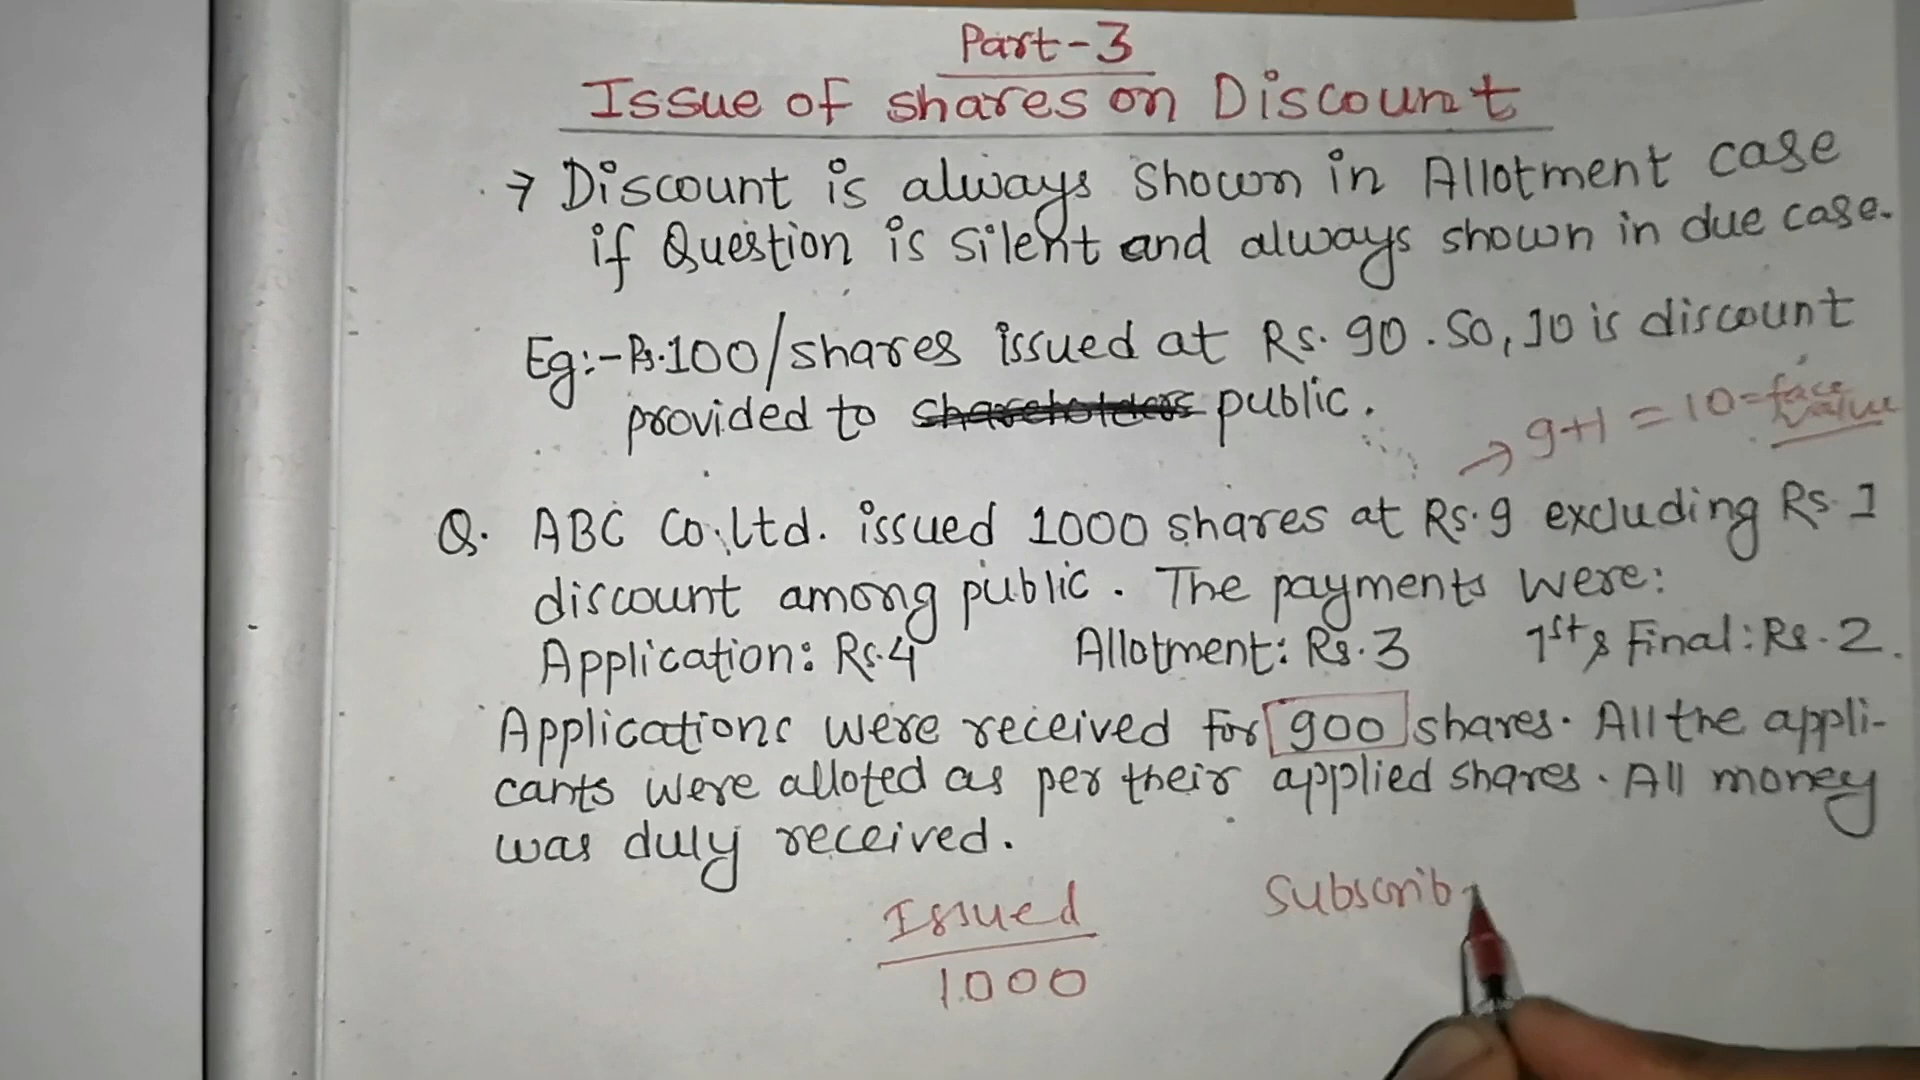 Part-3
Issue of shares on Discount
→ Discount is always shown in Allotment case
if Question is silent and always shown in due case.
Eg:- Rs.100/shares issued at Rs. 90. So, 10 is discount
provided to shareholders public.
→ 9+1 = 10 - face value
Q. ABC Co. Ltd. issued 1000 shares at Rs. 9 excluding Rs. 1
discount among public. The payments were:
Application: Rs. 4 Allotment: Rs. 3 1st & Final: Rs. 2.
Applications were received for 900 shares. All the appli-
cants were alloted as per their applied shares. All money
was duly received.
Issued Subscrib
1000